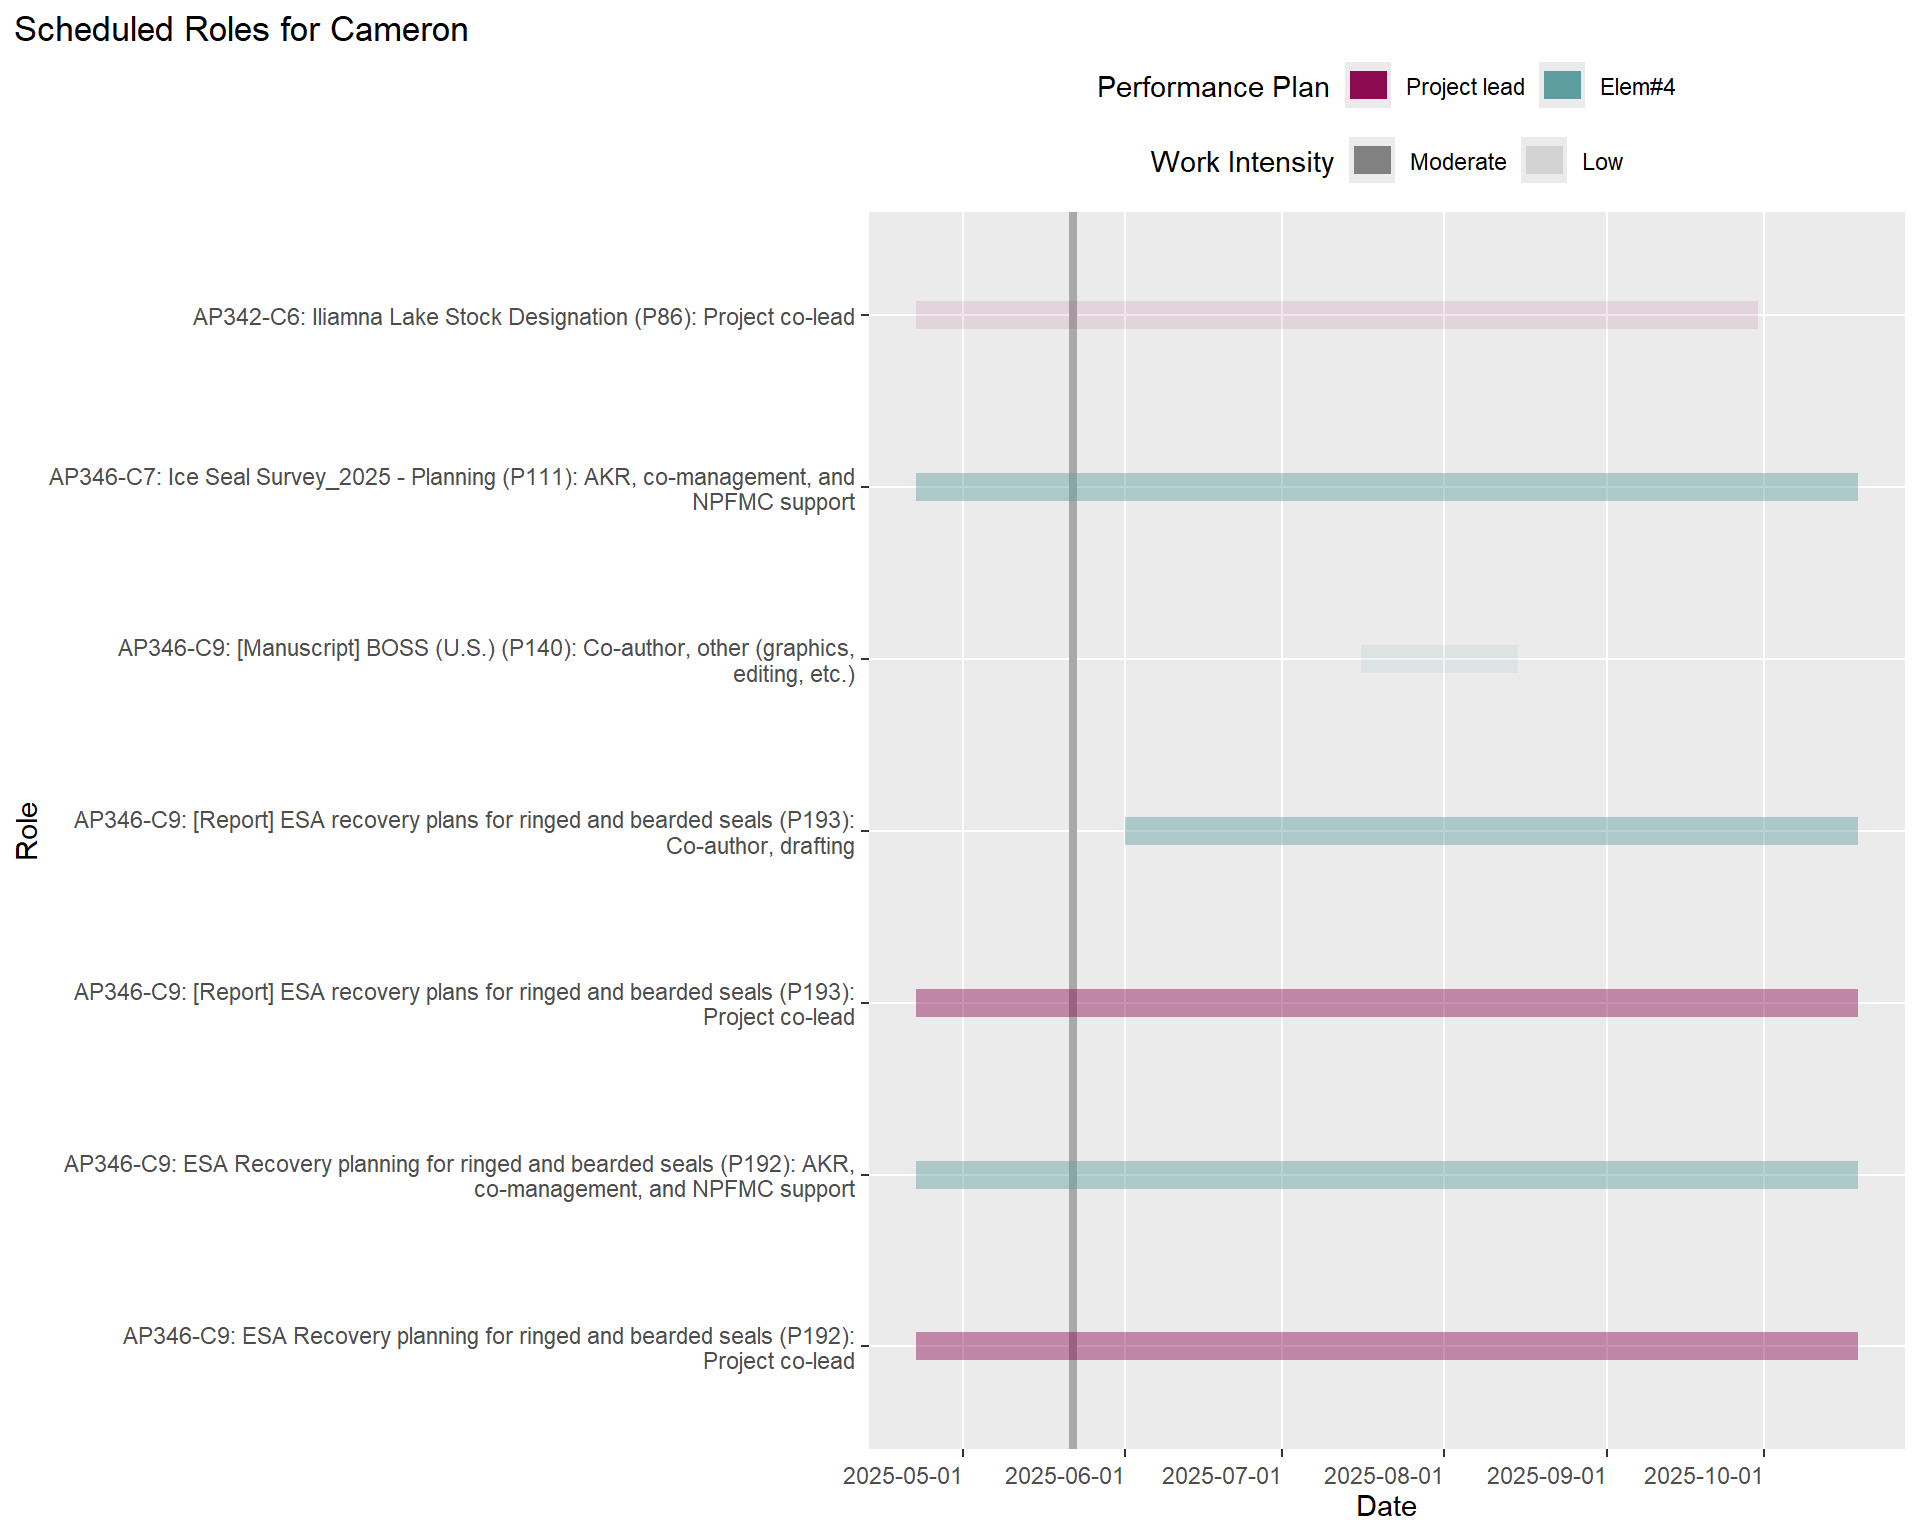 Scheduled Roles for Cameron
Performance Plan Project lead Elem#4
Work Intensity Moderate Low
AP342-C6: Iliamna Lake Stock Designation (P86): Project co-lead
AP346-C7: Ice Seal Survey_2025 - Planning (P111): AKR, co-management, and
NPFMC support
AP346-C9: [Manuscript] BOSS (U.S.) (P140): Co-author, other (graphics,
editing, etc.)
AP346-C9: [Report] ESA recovery plans for ringed and bearded seals (P193):
Co-author, drafting
AP346-C9: [Report] ESA recovery plans for ringed and bearded seals (P193):
Project co-lead
AP346-C9: ESA Recovery planning for ringed and bearded seals (P192): AKR,
co-management, and NPFMC support
AP346-C9: ESA Recovery planning for ringed and bearded seals (P192):
Project co-lead
Role
2025-05-01 2025-06-01 2025-07-01 2025-08-01 2025-09-01 2025-10-01
Date